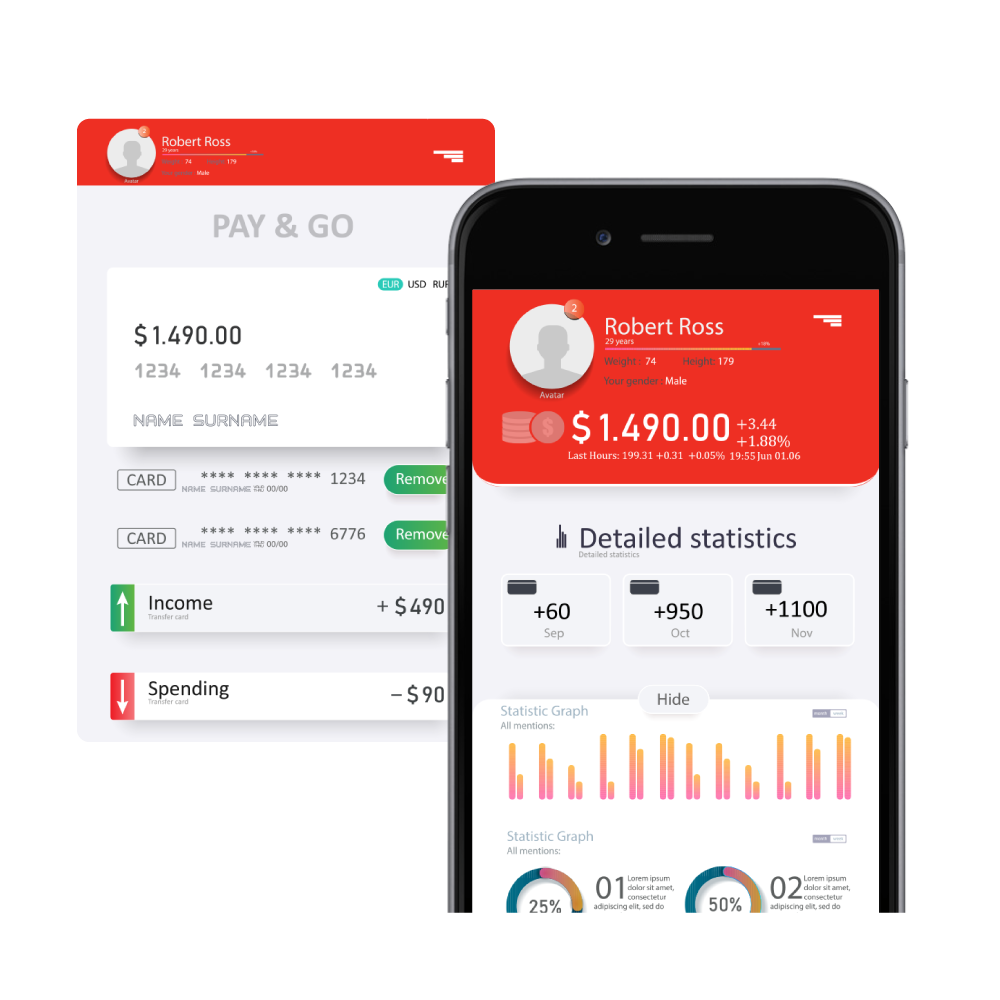 2
Robert Ross
29 years
74
179
Male
Avatar
PAY & GO
EUR USD RUR
$1.490.00
1234 1234 1234 1234
NAME SURNAME
CARD **** **** **** 1234 Remove
NAME SURNAME 00/00
CARD **** **** **** 6776 Remove
NAME SURNAME 00/00
Income + $490
Transfer card
Spending – $90
Transfer card
2
Robert Ross
29 years
+10%
Weight : 74 Height: 179
Your gender : Male
Avatar
$ $1.490.00 +3.44
+1.88%
Last Hours: 199.31 +0.31 +0.05% 19:55 Jun 01.06
Detailed statistics
Detailed statistics
+60 +950 +1100
Sep Oct Nov
Hide
Statistic Graph
All mentions:
Statistic Graph
All mentions:
25%
01 Lorem ipsum
dolor sit amet,
consectetur
adipiscing elit, sed do
50%
02 Lorem ipsum
dolor sit amet,
consectetur
adipiscing elit, sed do